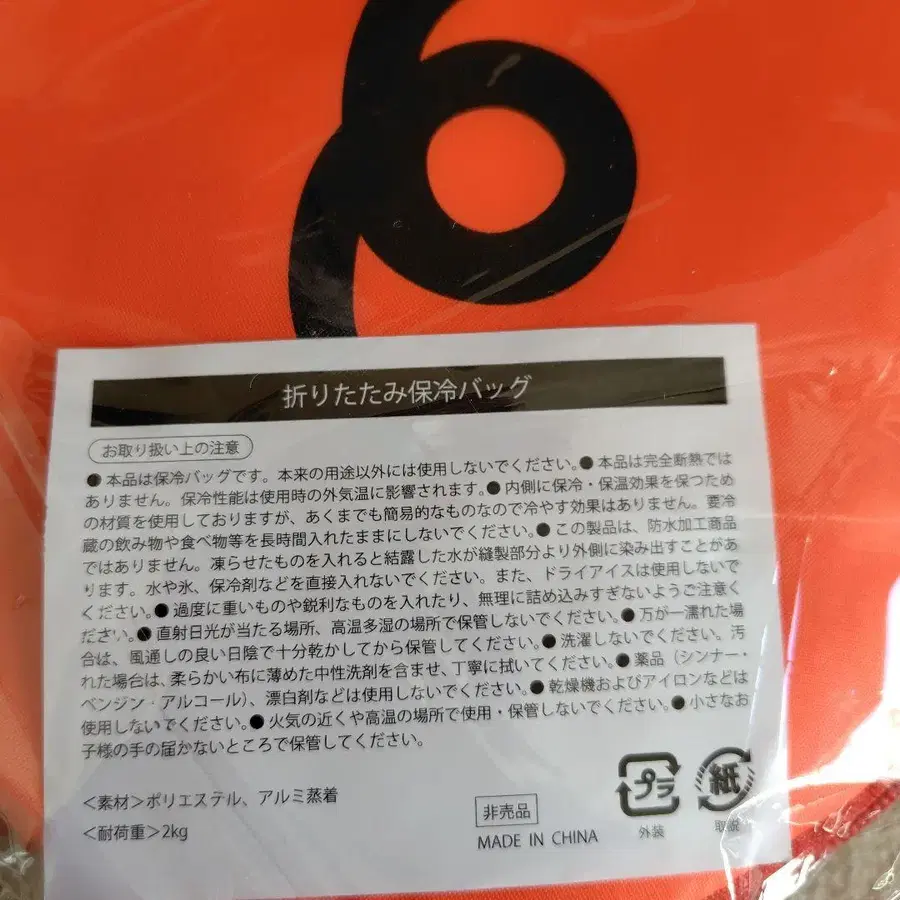 折りたたみ保冷バッグ
お取り扱い上の注意
●本品は保冷バッグです。本来の用途以外には使用しないでください。●本品は完全断熱では
ありません。保冷性能は使用時の外気温に影響されます。●内側に保冷・保温効果を保つため
の材質を使用しておりますが、あくまでも簡易的なものなので冷やす効果はありません。要冷
蔵の飲み物や食べ物等を長時間入れたままにしないでください。●この製品は、防水加工商品
ではありません。凍らせたものを入れると結露した水が縫製部分より外側に染み出すことがあ
ります。水や氷、保冷剤などを直接入れないでください。また、ドライアイスは使用しないで
ください。●過度に重いものや鋭利なものを入れたり、無理に詰め込みすぎないようご注意く
ださい。●直射日光が当たる場所、高温多湿の場所で保管しないでください。●万が一濡れた場
合は、風通しの良い日陰で十分乾かしてから保管してください。●洗濯しないでください。汚
れた場合は、柔らかい布に薄めた中性洗剤を含ませ、丁寧に拭いてください。●薬品（シンナー・
ベンジン・アルコール）、漂白剤などは使用しないでください。●乾燥機およびアイロンなどは
使用しないでください。●火気の近くや高温の場所で使用・保管しないでください。●小さなお
子様の手の届かないところで保管してください。
＜素材＞ポリエステル、アルミ蒸着
＜耐荷重＞2kg
非売品
MADE IN CHINA
プラ
外装
紙
取説